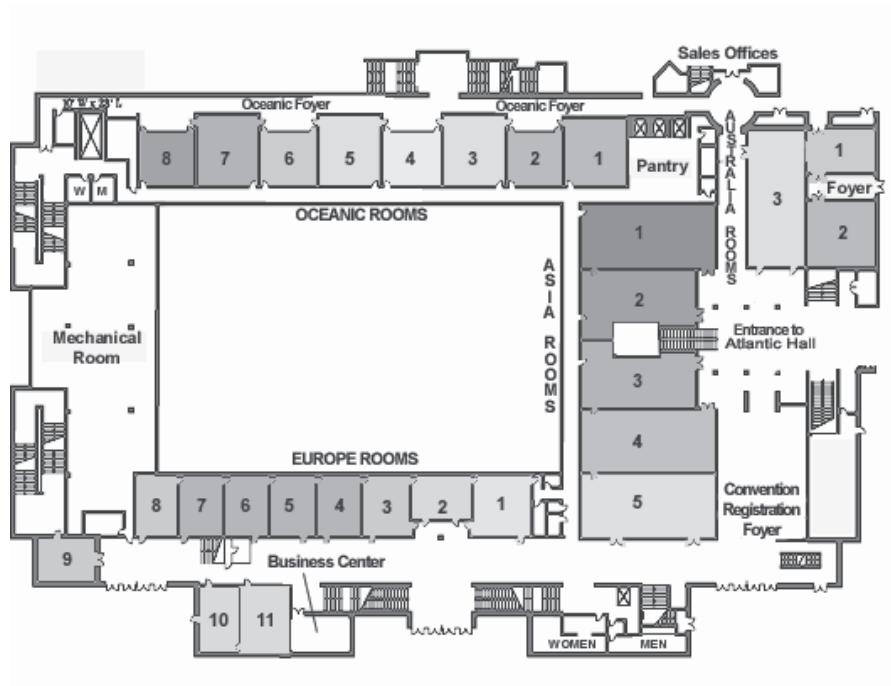 Sales Offices
10' W x 23' L
Oceanic Foyer
Oceanic Foyer
8
7
6
5
4
3
2
1
Pantry
AUSTRALIA ROOMS
3
1
Foyer
2
W
M
OCEANIC ROOMS
ASIA ROOMS
1
2
3
4
5
Entrance to
Atlantic Hall
Mechanical
Room
EUROPE ROOMS
8
7
6
5
4
3
2
1
Convention
Registration
Foyer
9
Business Center
10
11
WOMEN
MEN